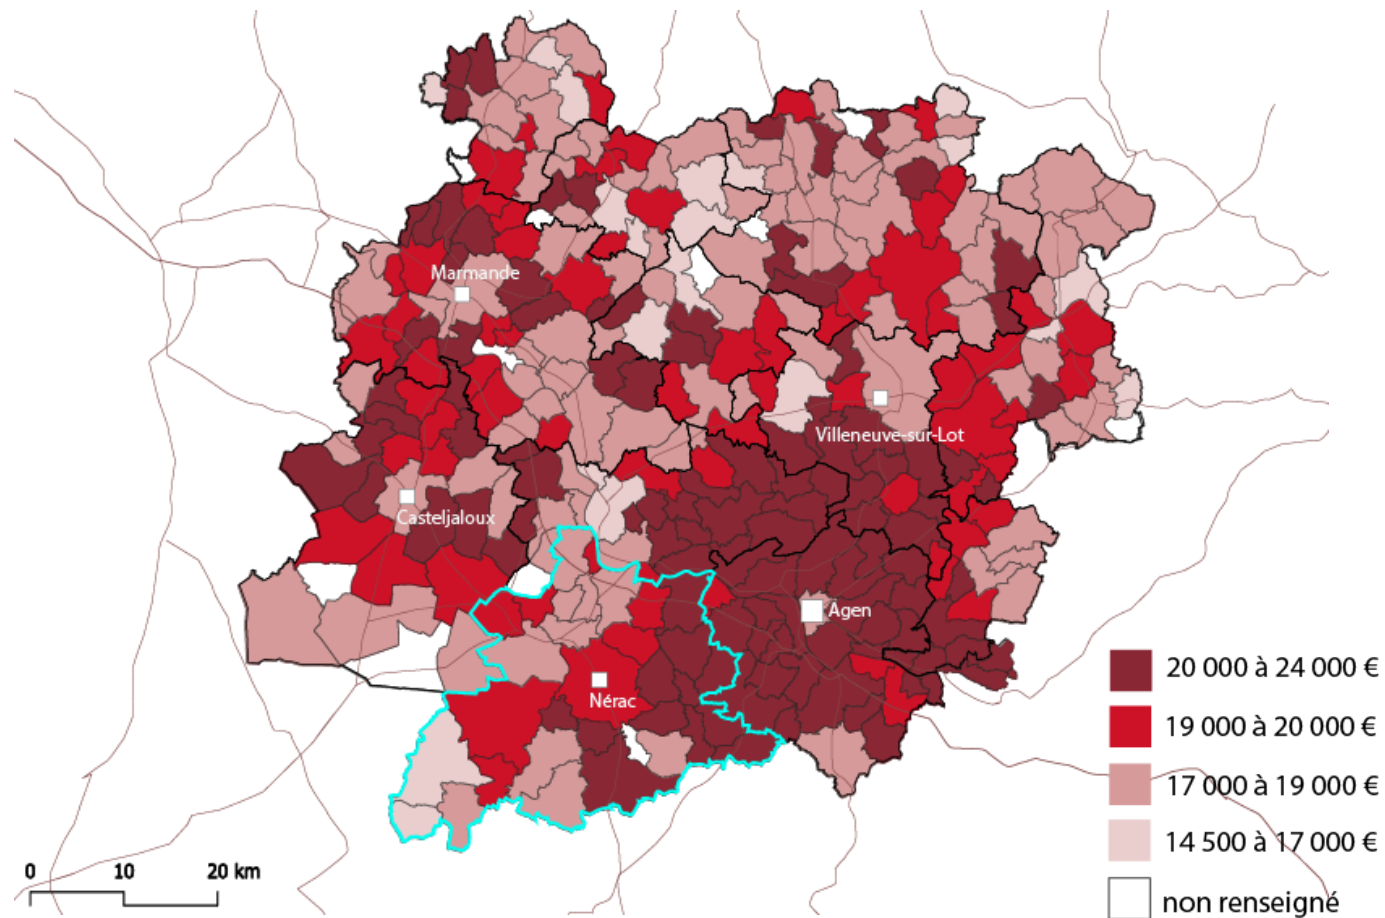 Marmande
Villeneuve-sur-Lot
Casteljaloux
Agen
Nérac
20 000 à 24 000 €
19 000 à 20 000 €
17 000 à 19 000 €
14 500 à 17 000 €
non renseigné
0 10 20 km